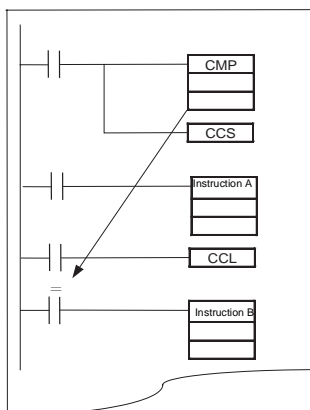 CMP
CCS
Instruction A
CCL
=
Instruction B